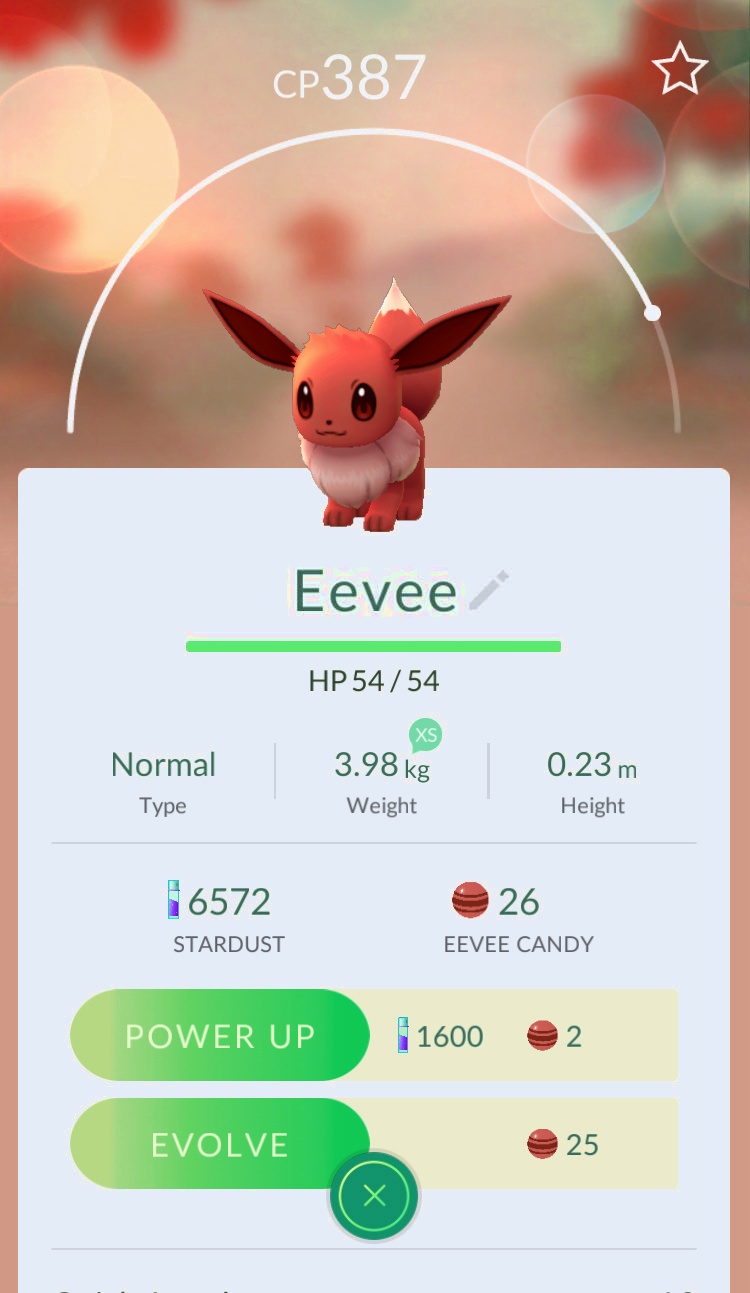 CP387
Eevee
HP 54 / 54
XS
Normal 3.98 kg 0.23 m
Type Weight Height
6572 26
STARDUST EEVEE CANDY
POWER UP 1600 2
EVOLVE 25